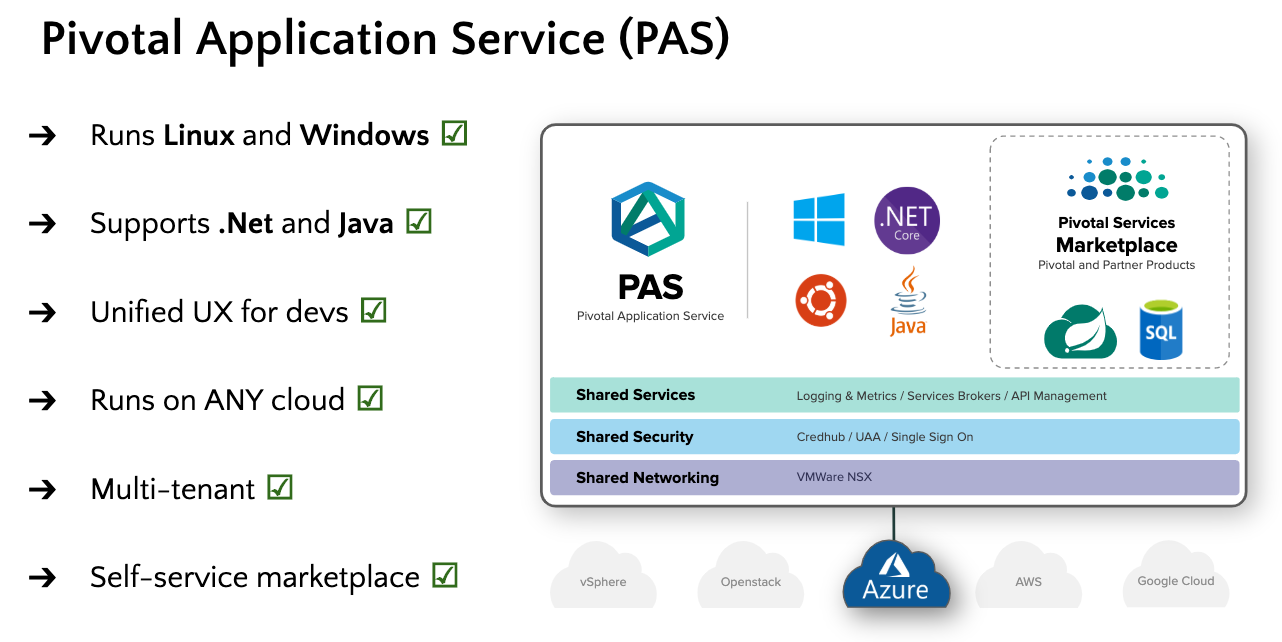 Pivotal Application Service (PAS)
➔ Runs Linux and Windows ☑
➔ Supports .Net and Java ☑
➔ Unified UX for devs ☑
➔ Runs on ANY cloud ☑
➔ Multi-tenant ☑
➔ Self-service marketplace ☑
PAS
Pivotal Application Service
.NET
Core
Java
Pivotal Services
Marketplace
Pivotal and Partner Products
SQL
Shared Services Logging & Metrics / Services Brokers / API Management
Shared Security Credhub / UAA / Single Sign On
Shared Networking VMWare NSX
vSphere
Openstack
Azure
AWS
Google Cloud